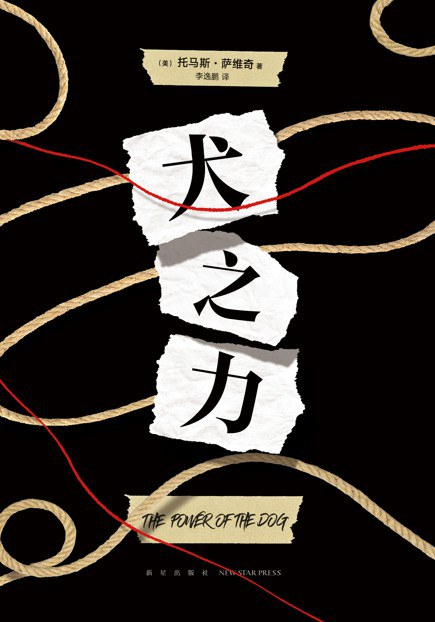 （美）托马斯·萨维奇 著
李逸鹏 译
犬
之
力
THE POWER OF THE DOG
新星出版社 NEW STAR PRESS